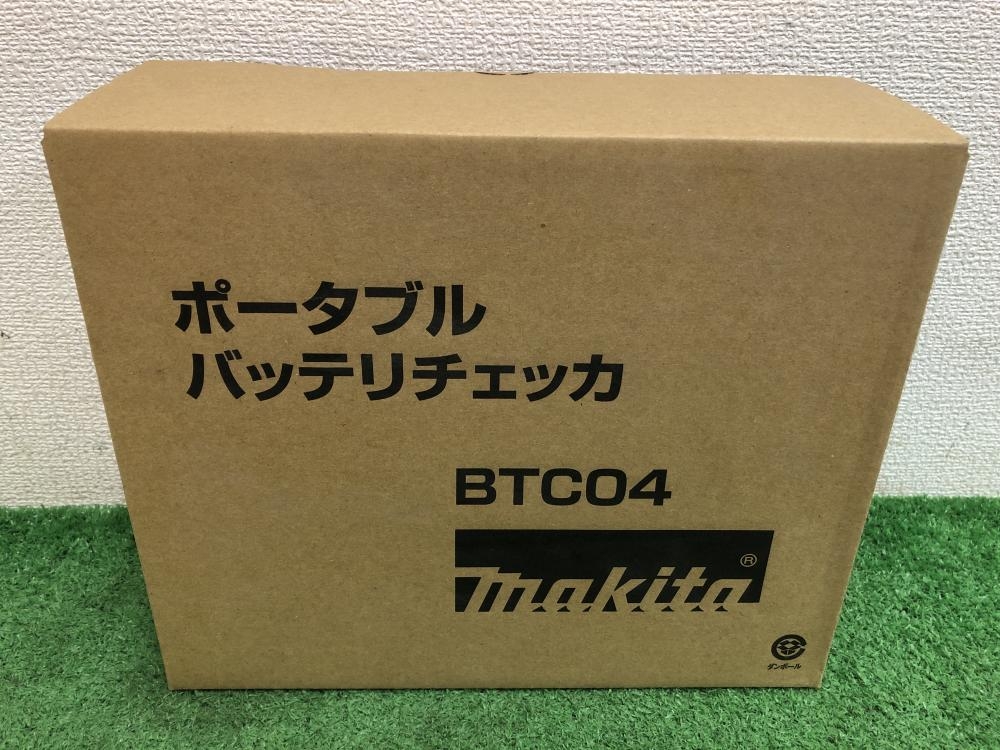 ポータブル
バッテリチェッカ
BTC04
makita®
ダンボール